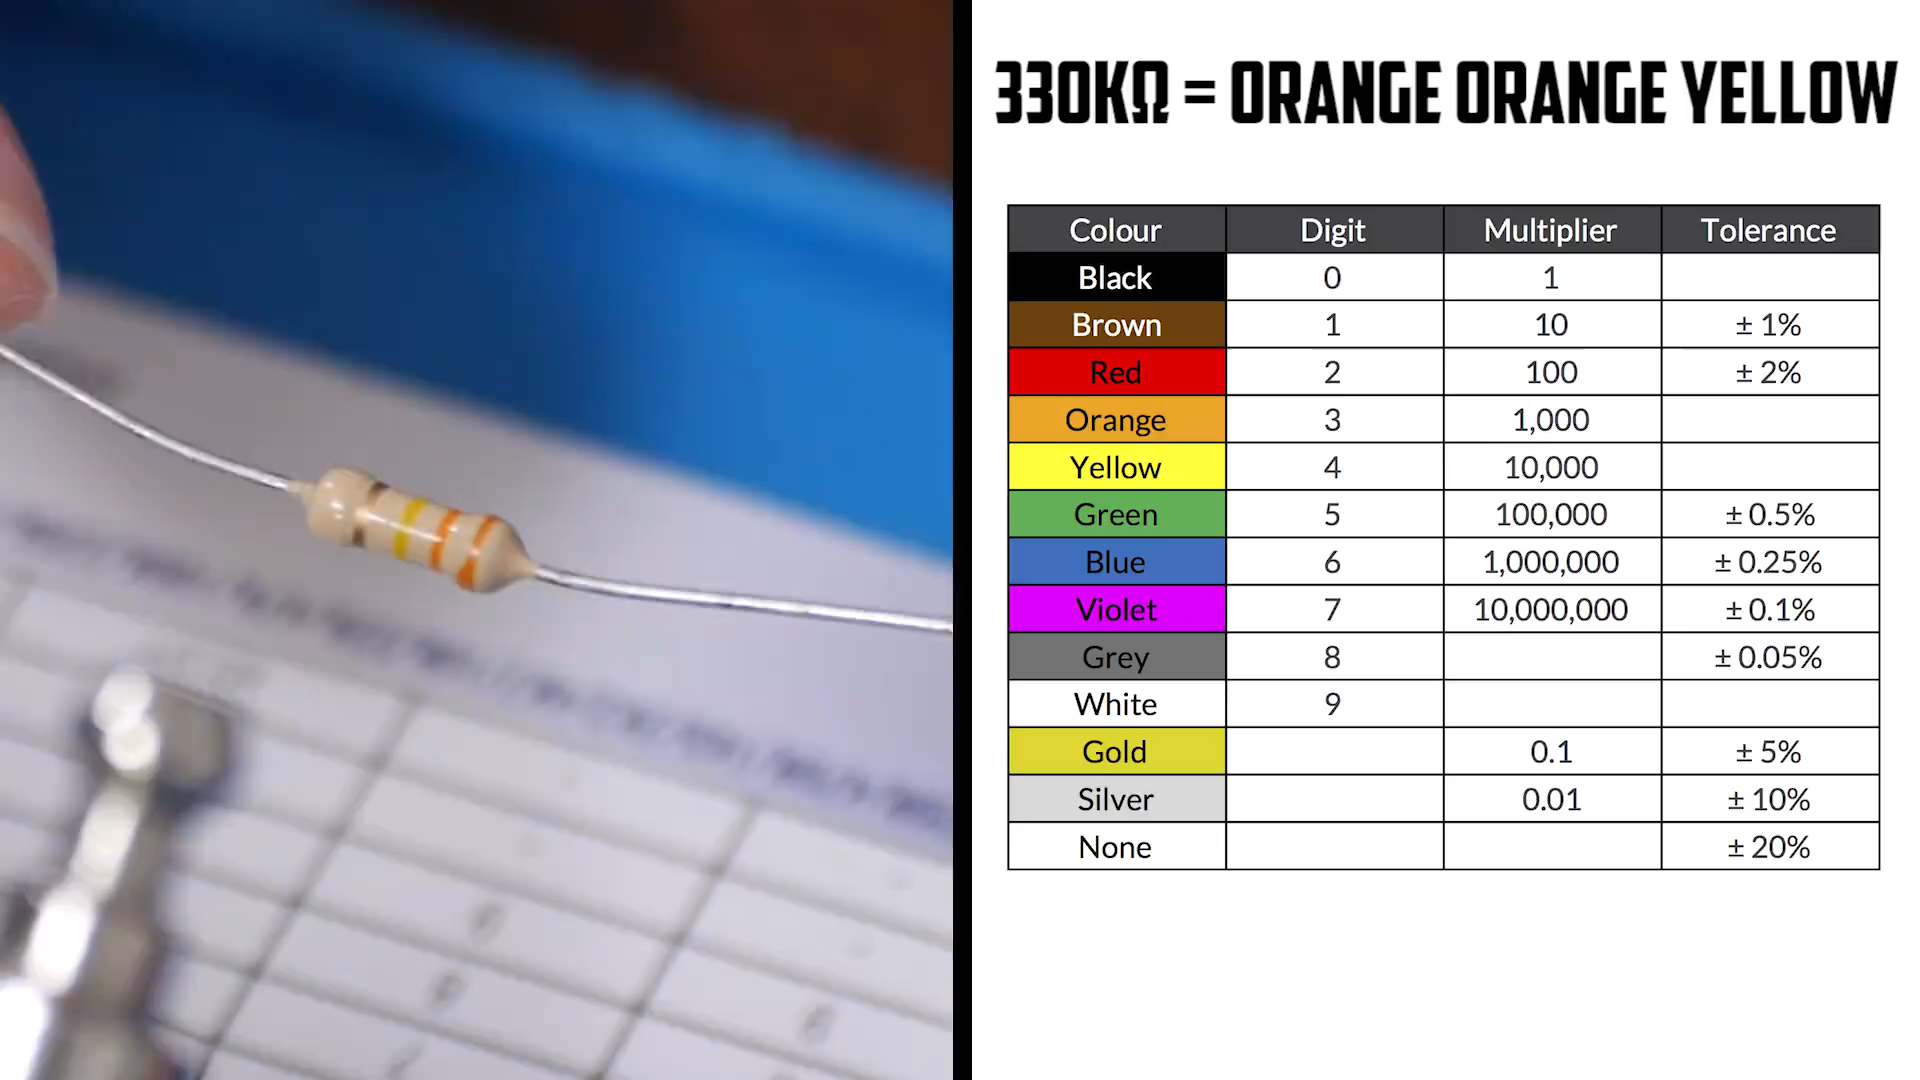 330KΩ = ORANGE ORANGE YELLOW
Colour Digit Multiplier Tolerance
Black 0 1
Brown 1 10 ± 1%
Red 2 100 ± 2%
Orange 3 1,000
Yellow 4 10,000
Green 5 100,000 ± 0.5%
Blue 6 1,000,000 ± 0.25%
Violet 7 10,000,000 ± 0.1%
Grey 8 ± 0.05%
White 9
Gold 0.1 ± 5%
Silver 0.01 ± 10%
None ± 20%